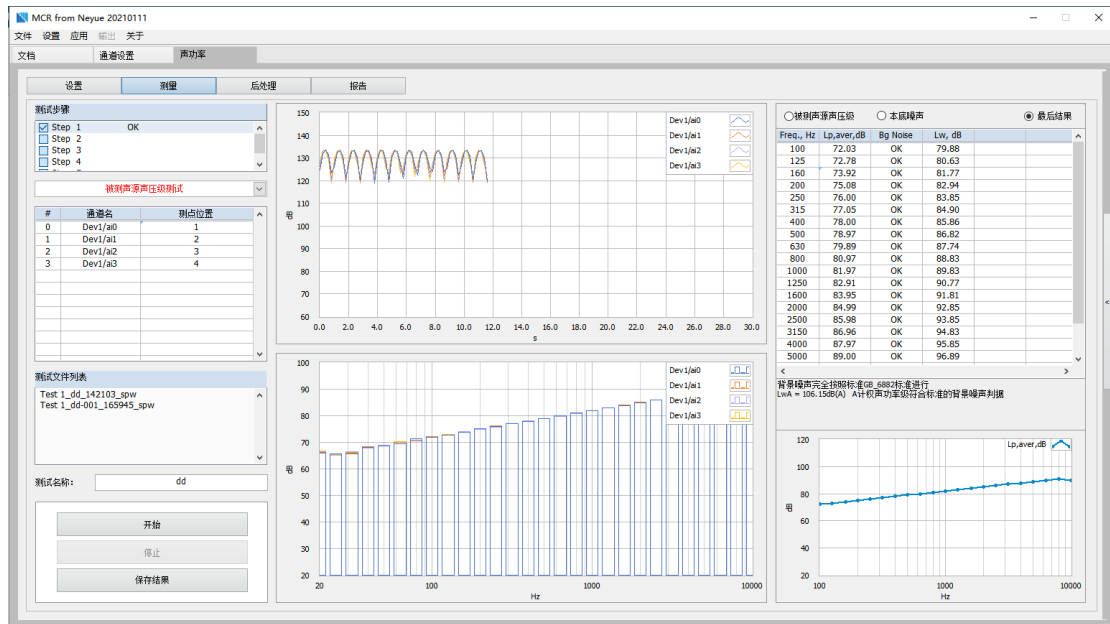 MCR from Neyue 20210111
文件 设置 应用 输出 关于
文档 通道设置 声功率
设置 测量 后处理 报告
测试步骤
Step 1 OK
Step 2
Step 3
Step 4
被测声源声压级测试
# 通道名 测点位置
0 Dev1/ai0 1
1 Dev1/ai1 2
2 Dev1/ai2 3
3 Dev1/ai3 4
测试文件列表
Test 1_dd_142103_spw
Test 1_dd-001_165945_spw
测试名称： dd
开始
停止
保存结果
150
140
130
120
110
100
90
80
70
60
dB
0.0 2.0 4.0 6.0 8.0 10.0 12.0 14.0 16.0 18.0 20.0 22.0 24.0 26.0 28.0 30.0
s
Dev1/ai0
Dev1/ai1
Dev1/ai2
Dev1/ai3
100
90
80
70
60
50
40
30
20
dB
20 100 1000 10000
Hz
Dev1/ai0
Dev1/ai1
Dev1/ai2
Dev1/ai3
被测声源声压级 本底噪声 最后结果
Freq., Hz Lp,aver,dB Bg Noise Lw, dB
100 72.03 OK 79.88
125 72.78 OK 80.63
160 73.92 OK 81.77
200 75.08 OK 82.94
250 76.00 OK 83.85
315 77.05 OK 84.90
400 78.00 OK 85.86
500 78.97 OK 86.82
630 79.89 OK 87.74
800 80.97 OK 88.83
1000 81.97 OK 89.83
1250 82.91 OK 90.77
1600 83.95 OK 91.81
2000 84.99 OK 92.85
2500 85.98 OK 93.85
3150 86.96 OK 94.83
4000 87.97 OK 95.85
5000 89.00 OK 96.89
背景噪声完全按照标准GB_6882标准进行
LwA = 106.15dB(A) A计权声功率级符合标准的背景噪声判据
Lp,aver,dB
120
100
80
60
40
20
dB
100 1000 10000
Hz